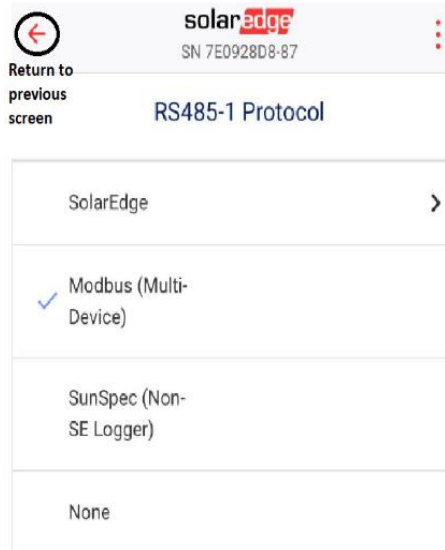 solaredge
SN 7E0928D8-87
Return to
previous
screen
RS485-1 Protocol
SolarEdge
Modbus (Multi-
Device)
SunSpec (Non-
SE Logger)
None